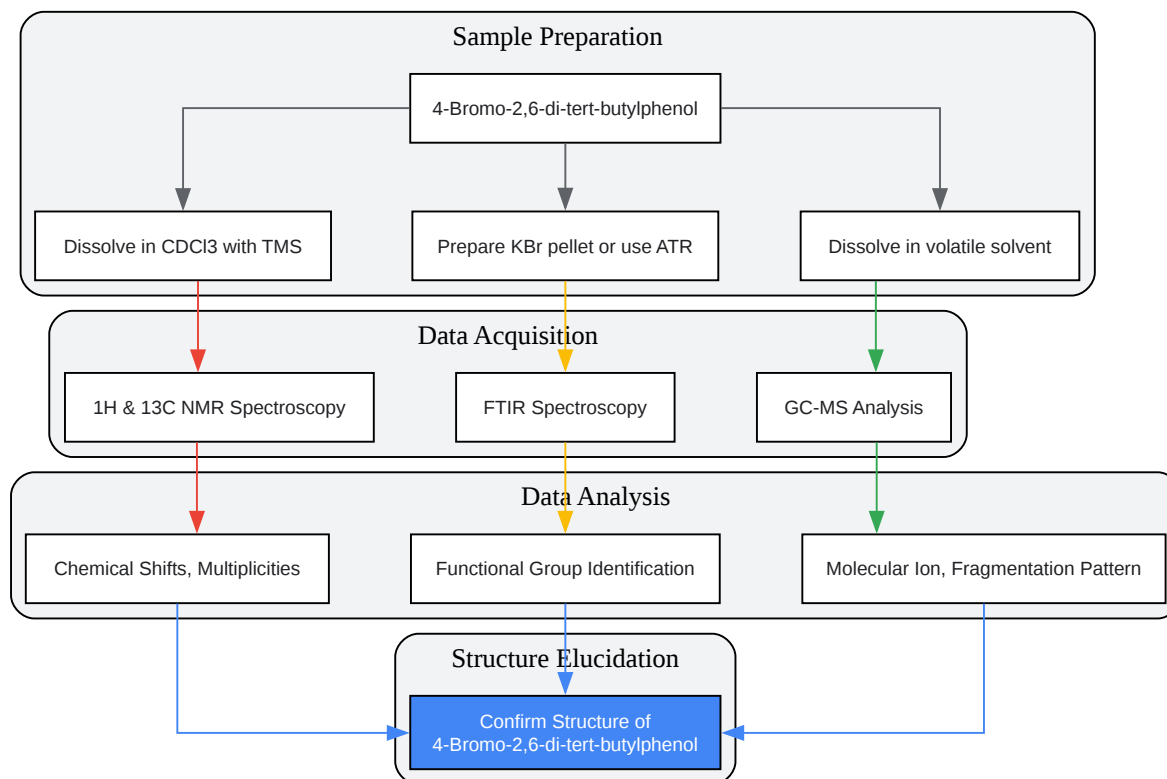 Sample Preparation
4-Bromo-2,6-di-tert-butylphenol
Dissolve in CDCl3 with TMS
Prepare KBr pellet or use ATR
Dissolve in volatile solvent
Data Acquisition
1H & 13C NMR Spectroscopy
FTIR Spectroscopy
GC-MS Analysis
Data Analysis
Chemical Shifts, Multiplicities
Functional Group Identification
Molecular Ion, Fragmentation Pattern
Structure Elucidation
Confirm Structure of
4-Bromo-2,6-di-tert-butylphenol